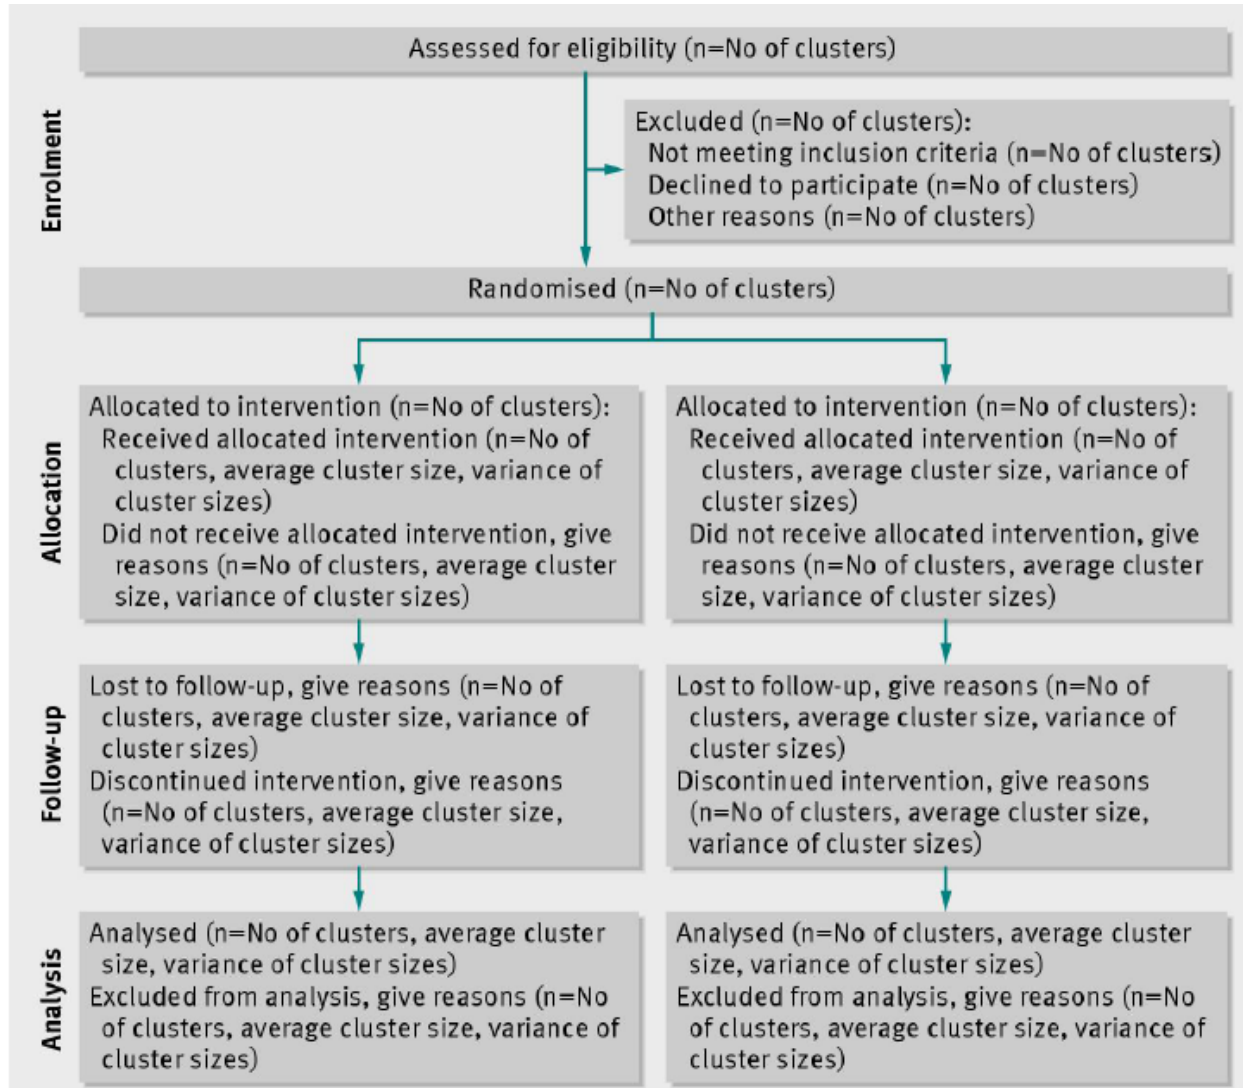 Assessed for eligibility (n=No of clusters)
Enrolment
Excluded (n=No of clusters):
Not meeting inclusion criteria (n=No of clusters)
Declined to participate (n=No of clusters)
Other reasons (n=No of clusters)
Randomised (n=No of clusters)
Allocation
Allocated to intervention (n=No of clusters):
Received allocated intervention (n=No of
clusters, average cluster size, variance of
cluster sizes)
Did not receive allocated intervention, give
reasons (n=No of clusters, average cluster
size, variance of cluster sizes)
Allocated to intervention (n=No of clusters):
Received allocated intervention (n=No of
clusters, average cluster size, variance of
cluster sizes)
Did not receive allocated intervention, give
reasons (n=No of clusters, average cluster
size, variance of cluster sizes)
Follow-up
Lost to follow-up, give reasons (n=No of
clusters, average cluster size, variance of
cluster sizes)
Discontinued intervention, give reasons
(n=No of clusters, average cluster size,
variance of cluster sizes)
Lost to follow-up, give reasons (n=No of
clusters, average cluster size, variance of
cluster sizes)
Discontinued intervention, give reasons
(n=No of clusters, average cluster size,
variance of cluster sizes)
Analysis
Analysed (n=No of clusters, average cluster
size, variance of cluster sizes)
Excluded from analysis, give reasons (n=No
of clusters, average cluster size, variance of
cluster sizes)
Analysed (n=No of clusters, average cluster
size, variance of cluster sizes)
Excluded from analysis, give reasons (n=No
of clusters, average cluster size, variance of
cluster sizes)